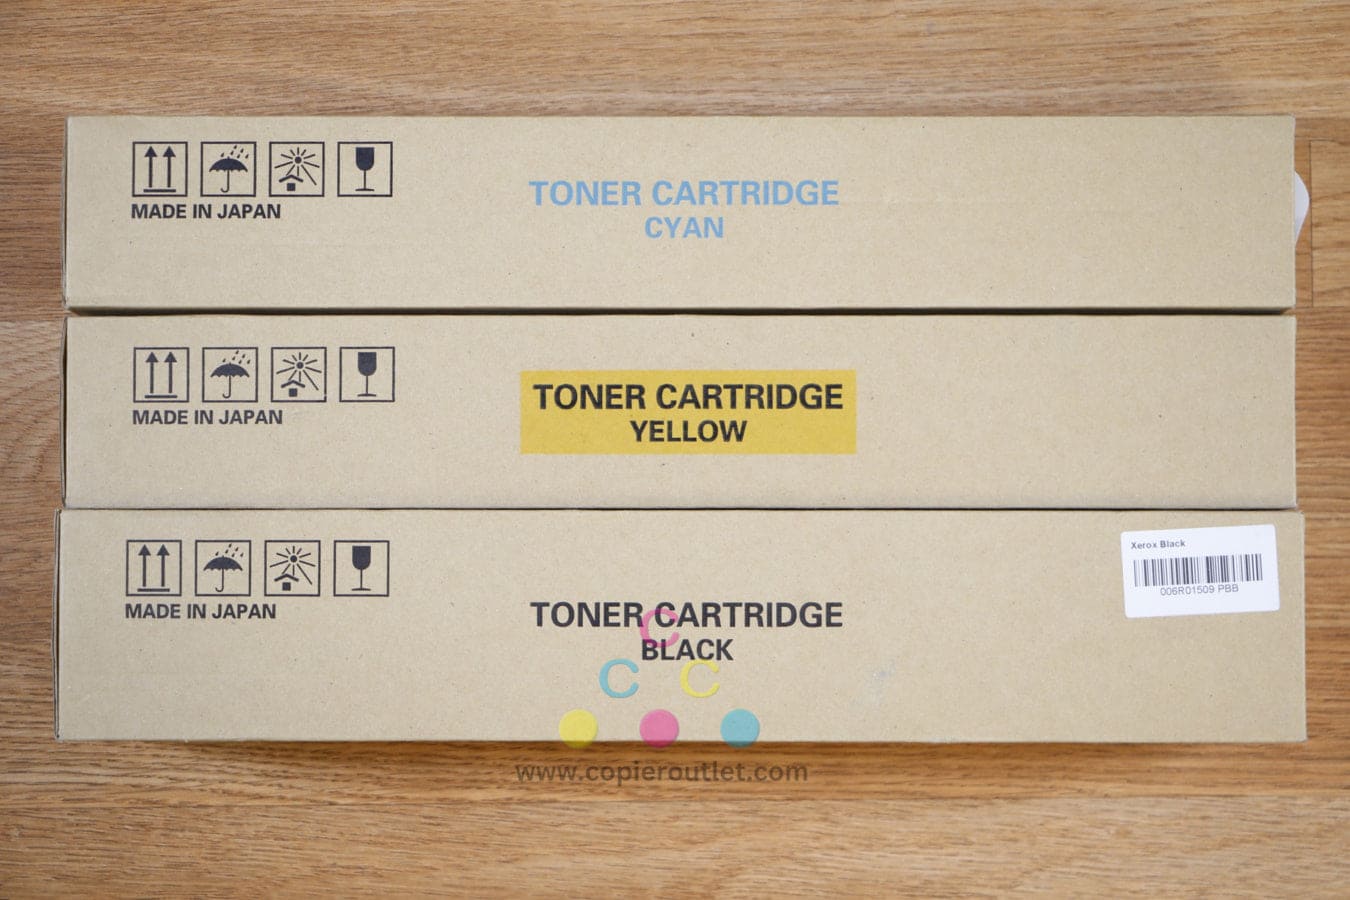 TONER CARTRIDGE
CYAN
MADE IN JAPAN
TONER CARTRIDGE
YELLOW
MADE IN JAPAN
TONER CARTRIDGE
BLACK
MADE IN JAPAN
Xerox Black
006R01509 PBB
C
C C
www.copieroutlet.com